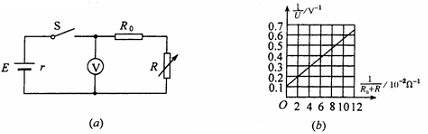 S
R₀
E
r
V
R
(a)
1/U / V⁻¹
0.7
0.6
0.5
0.4
0.3
0.2
0.1
O 2 4 6 8 10 12
1/(R₀+R) / 10⁻²Ω⁻¹
(b)